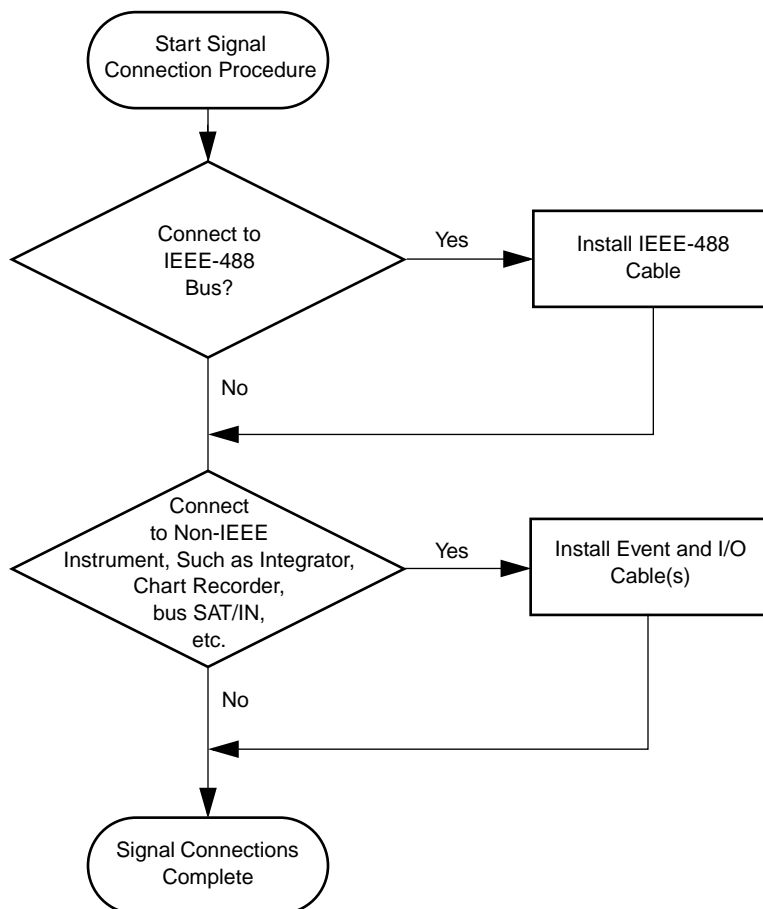 Start Signal
Connection Procedure
Connect to
IEEE-488
Bus?
Yes
Install IEEE-488
Cable
No
Connect
to Non-IEEE
Instrument, Such as Integrator,
Chart Recorder,
bus SAT/IN,
etc.
Yes
Install Event and I/O
Cable(s)
No
Signal Connections
Complete